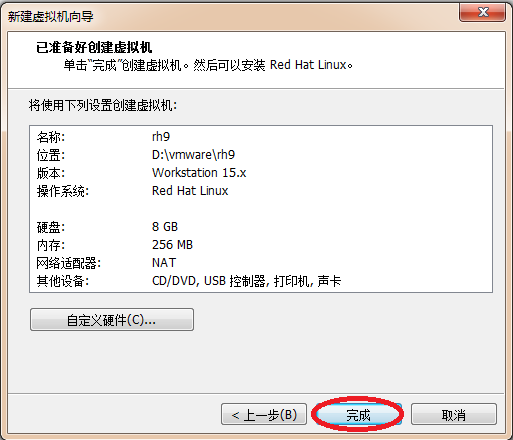 新建虚拟机向导
已准备好创建虚拟机
单击“完成”创建虚拟机。然后可以安装 Red Hat Linux。
将使用下列设置创建虚拟机:
名称: rh9
位置: D:\vmware\rh9
版本: Workstation 15.x
操作系统: Red Hat Linux
硬盘: 8 GB
内存: 256 MB
网络适配器: NAT
其他设备: CD/DVD, USB 控制器, 打印机, 声卡
自定义硬件(C)...
< 上一步(B) 完成 取消